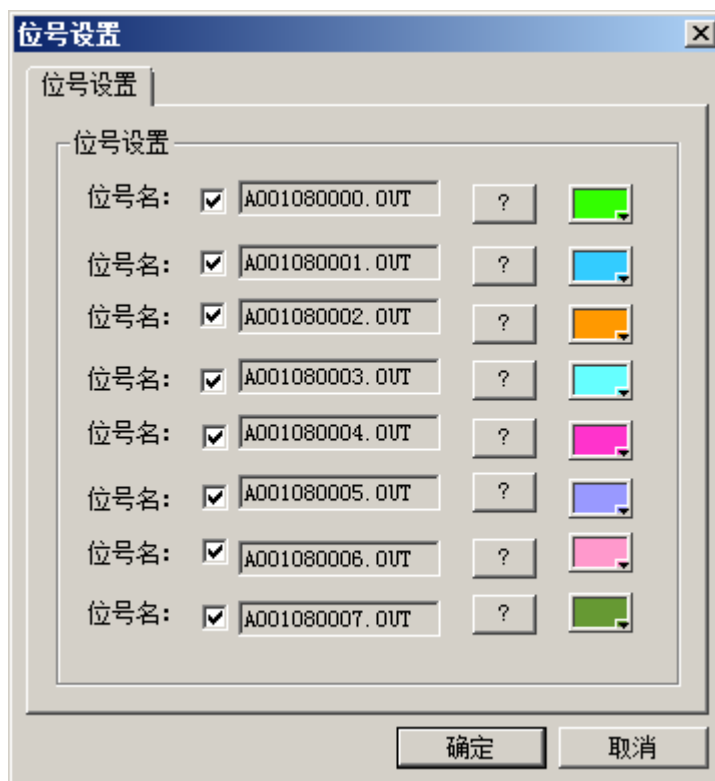 位号设置
位号设置
位号设置
位号名: A001080000.OUT ?
位号名: A001080001.OUT ?
位号名: A001080002.OUT ?
位号名: A001080003.OUT ?
位号名: A001080004.OUT ?
位号名: A001080005.OUT ?
位号名: A001080006.OUT ?
位号名: A001080007.OUT ?
确定 取消